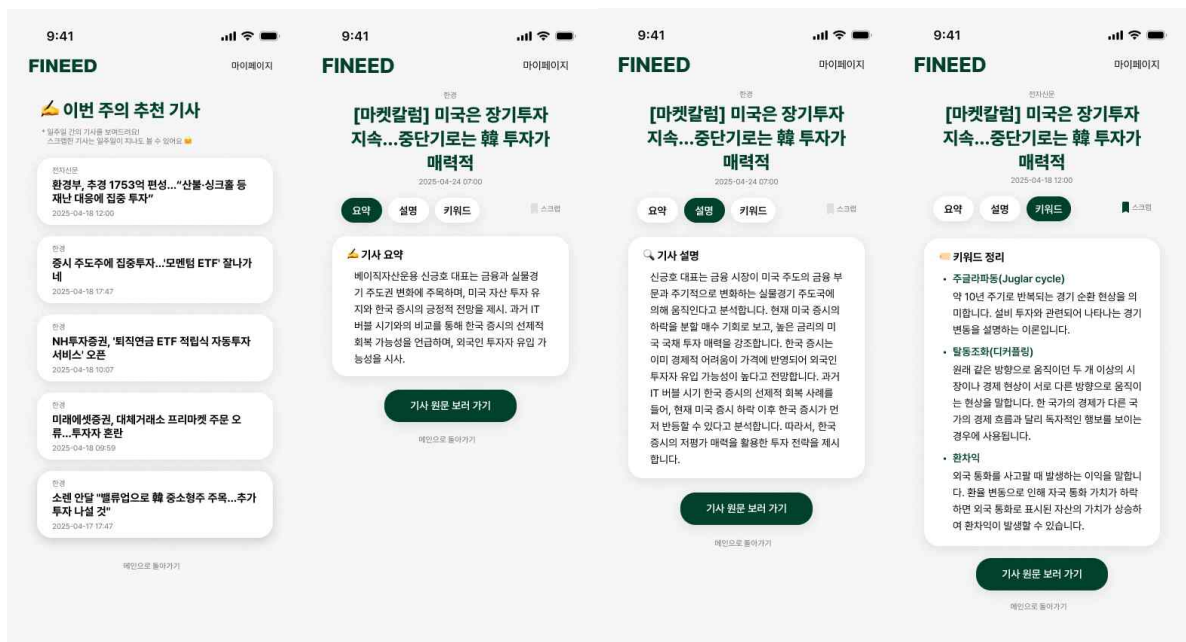 9:41
FINEED
마이페이지
✍️ 이번 주의 추천 기사
* 일주일 간의 기사를 보여드려요!
스크랩한 기사는 일주일이 지나도 볼 수 있어요 😊
전자신문
환경부, 추경 1753억 편성...“산불·싱크홀 등
재난 대응에 집중 투자”
2025-04-18 12:00
한경
증시 주도주에 집중투자...'모멘텀 ETF' 잘나가
네
2025-04-18 17:47
한경
NH투자증권, '퇴직연금 ETF 적립식 자동투자
서비스' 오픈
2025-04-18 10:07
한경
미래에셋증권, 대체거래소 프리마켓 주문 오
류...투자자 혼란
2025-04-18 09:59
한경
소렌 안달 "밸류업으로 韓 중소형주 주목...추가
투자 나설 것"
2025-04-17 17:47
메인으로 돌아가기
9:41
FINEED
마이페이지
한경
[마켓칼럼] 미국은 장기투자
지속...중단기로는 韓 투자가
매력적
2025-04-24 07:00
요약 설명 키워드 스크랩
✍️ 기사 요약
베이직자산운용 신긍호 대표는 금융과 실물경
기 주도권 변화에 주목하며, 미국 자산 투자 유
지와 한국 증시의 긍정적 전망을 제시. 과거 IT
버블 시기와의 비교를 통해 한국 증시의 선제적
회복 가능성을 언급하며, 외국인 투자자 유입 가
능성을 시사.
기사 원문 보러 가기
메인으로 돌아가기
9:41
FINEED
마이페이지
한경
[마켓칼럼] 미국은 장기투자
지속...중단기로는 韓 투자가
매력적
2025-04-24 07:00
요약 설명 키워드 스크랩
🔍 기사 설명
신긍호 대표는 금융 시장이 미국 주도의 금융 부
문과 주기적으로 변화하는 실물경기 주도국에
의해 움직인다고 분석합니다. 현재 미국 증시의
하락을 분할 매수 기회로 보고, 높은 금리의 미
국 국채 투자 매력을 강조합니다. 한국 증시는
이미 경제적 어려움이 가격에 반영되어 외국인
투자자 유입 가능성이 높다고 전망합니다. 과거
IT 버블 시기 한국 증시의 선제적 회복 사례를
들어, 현재 미국 증시 하락 이후 한국 증시가 먼
저 반등할 수 있다고 분석합니다. 따라서, 한국
증시의 저평가 매력을 활용한 투자 전략을 제시
합니다.
기사 원문 보러 가기
메인으로 돌아가기
9:41
FINEED
마이페이지
전자신문
[마켓칼럼] 미국은 장기투자
지속...중단기로는 韓 투자가
매력적
2025-04-18 12:00
요약 설명 키워드 스크랩
🏷️ 키워드 정리
• 주글라파동(Juglar cycle)
약 10년 주기로 반복되는 경기 순환 현상을 의
미합니다. 설비 투자와 관련되어 나타나는 경기
변동을 설명하는 이론입니다.
• 탈동조화(디커플링)
원래 같은 방향으로 움직이던 두 개 이상의 시
장이나 경제 현상이 서로 다른 방향으로 움직이
는 현상을 말합니다. 한 국가의 경제가 다른 국
가의 경제 흐름과 달리 독자적인 행보를 보이는
경우에 사용됩니다.
• 환차익
외국 통화를 사고팔 때 발생하는 이익을 말합니
다. 환율 변동으로 인해 자국 통화 가치가 하락
하면 외국 통화로 표시된 자산의 가치가 상승하
여 환차익이 발생할 수 있습니다.
기사 원문 보러 가기
메인으로 돌아가기